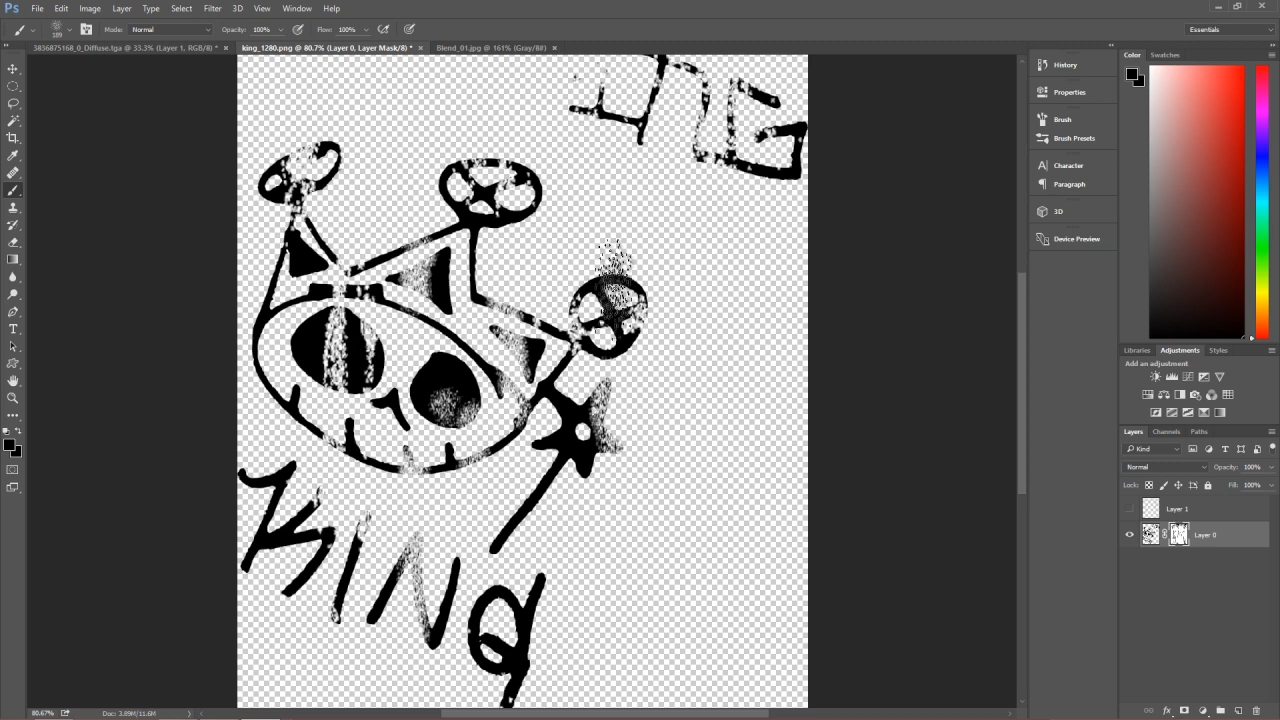 Ps File Edit Image Layer Type Select Filter 3D View Window Help
189 Mode: Normal Opacity: 100% Flow: 100% Essentials
3836875168_0_Diffuse.tga @ 33.3% (Layer 1, RGB/8) * × king_1280.png @ 80.7% (Layer 0, Layer Mask/8) * × Blend_01.jpg @ 161% (Gray/8#) ×
History
Properties
Brush
Brush Presets
Character
Paragraph
3D
Device Preview
Color Swatches
Libraries Adjustments Styles
Add an adjustment
Layers Channels Paths
Kind
Normal Opacity: 100%
Lock: Fill: 100%
Layer 1
Layer 0
fx
KING
80.67% Doc: 3.89M/11.6M